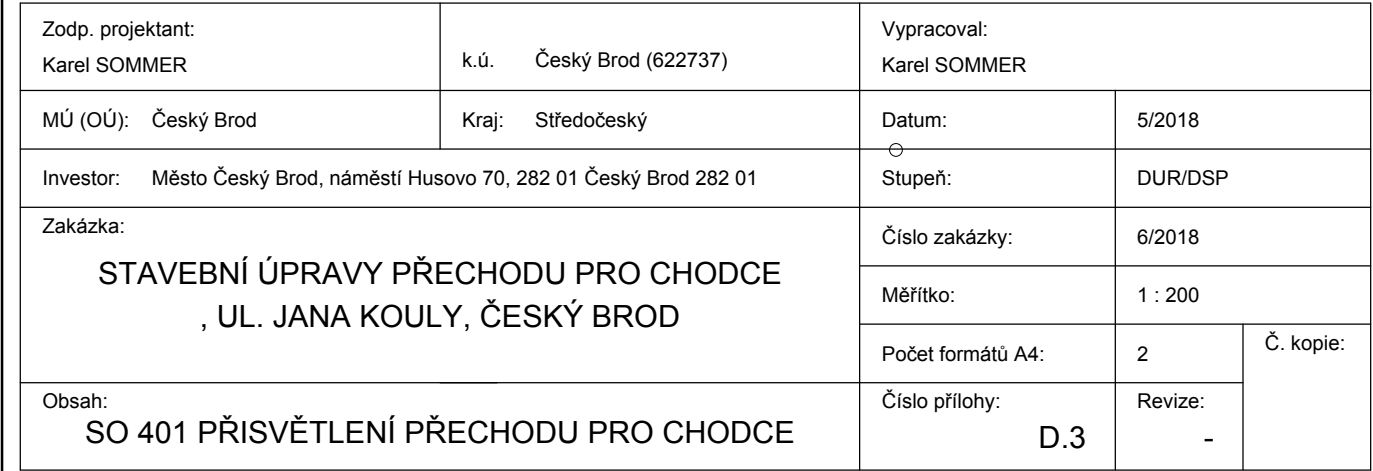 Zodp. projektant:
Karel SOMMER
k.ú. Český Brod (622737)
Vypracoval:
Karel SOMMER
MÚ (OÚ): Český Brod
Kraj: Středočeský
Datum: 5/2018
Investor: Město Český Brod, náměstí Husovo 70, 282 01 Český Brod 282 01
Stupeň: DUR/DSP
Zakázka:
STAVEBNÍ ÚPRAVY PŘECHODU PRO CHODCE
, UL. JANA KOULY, ČESKÝ BROD
Číslo zakázky: 6/2018
Měřítko: 1 : 200
Počet formátů A4: 2
Č. kopie:
Obsah:
SO 401 PŘISVĚTLENÍ PŘECHODU PRO CHODCE
Číslo přílohy:
D.3
Revize:
-